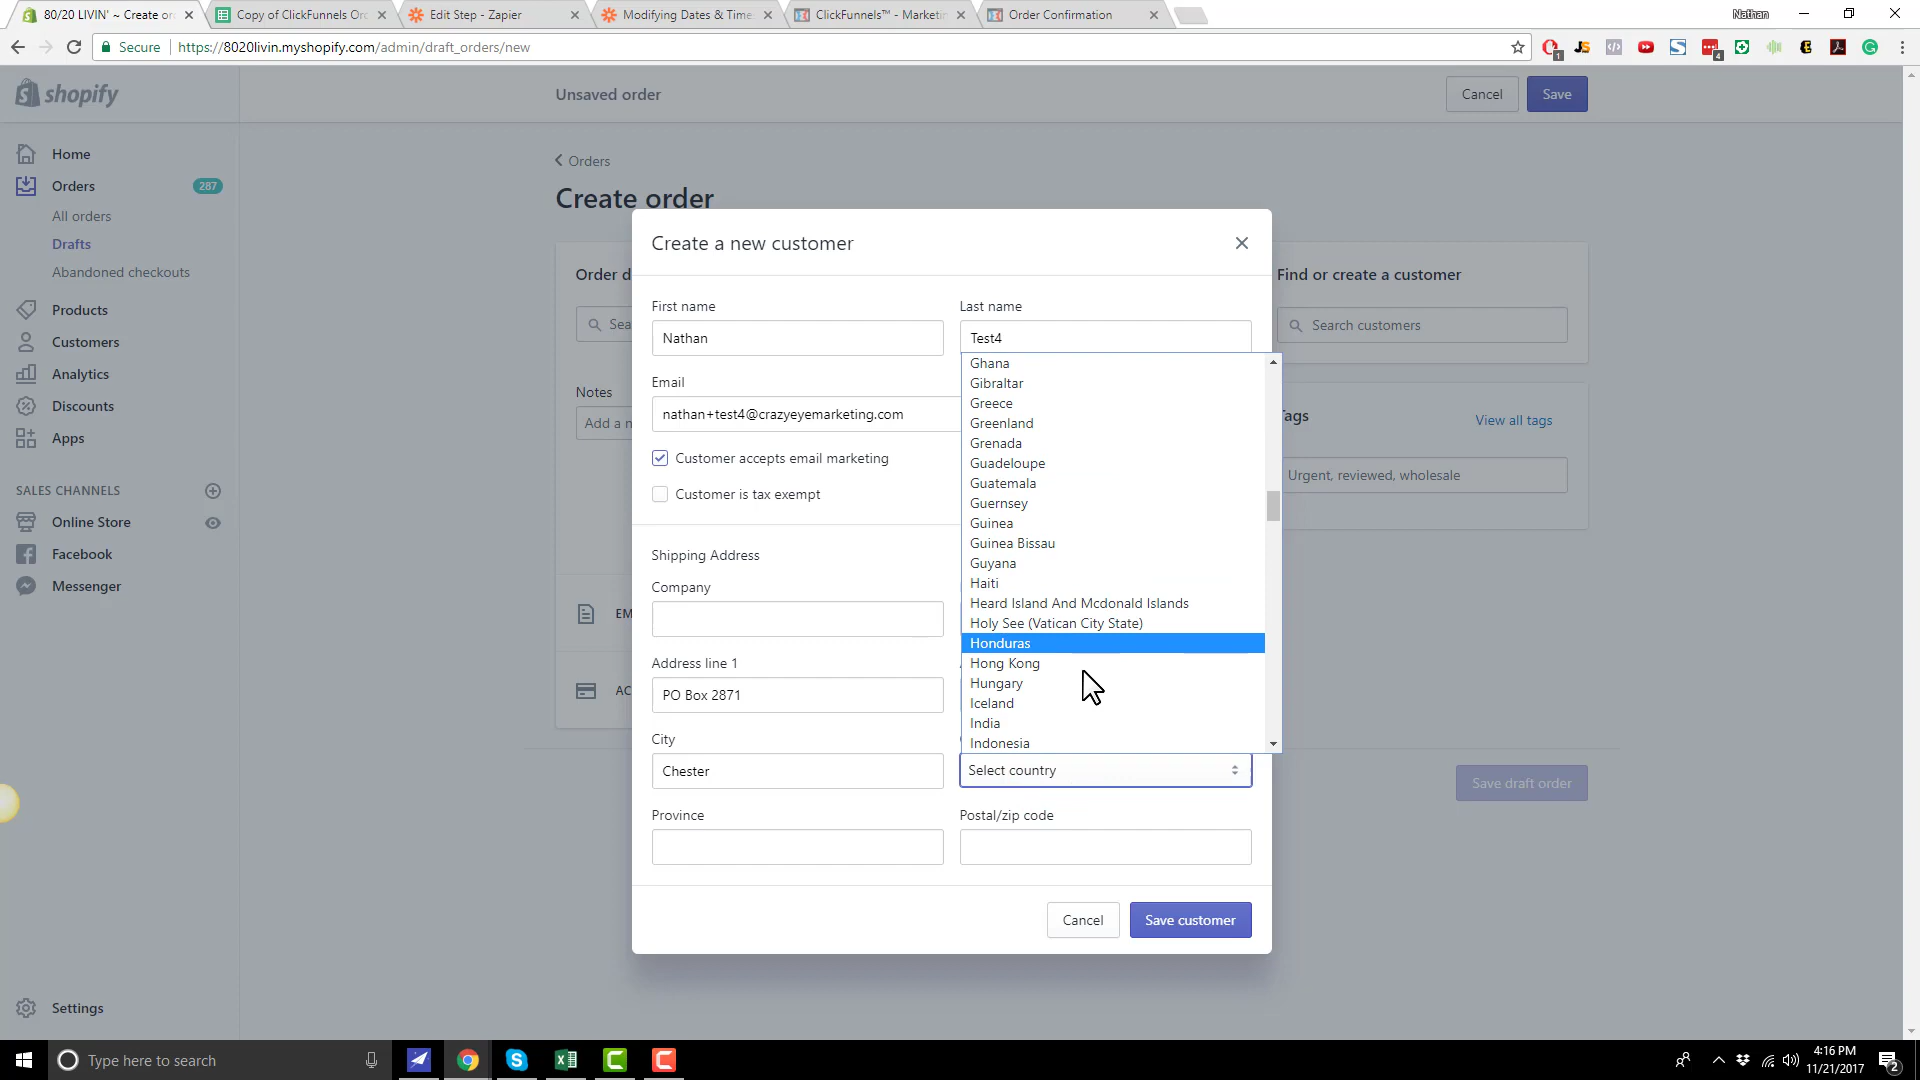 80/20 LIVIN' ~ Create or
Copy of ClickFunnels Or
Edit Step - Zapier
Modifying Dates & Time
ClickFunnels™ - Marketi
Order Confirmation
Nathan
Secure
https://8020livin.myshopify.com/admin/draft_orders/new
1
JS
4
shopify
Unsaved order
Cancel
Save
Home
Orders
287
All orders
Drafts
Abandoned checkouts
Products
Customers
Analytics
Discounts
Apps
SALES CHANNELS
Online Store
Facebook
Messenger
Settings
Orders
Create order
Order d
Sea
Notes
Add a n
EM
AC
Find or create a customer
Search customers
Tags
View all tags
Urgent, reviewed, wholesale
Save draft order
Create a new customer
First name
Nathan
Last name
Test4
Email
nathan+test4@crazyeyemarketing.com
Customer accepts email marketing
Customer is tax exempt
Shipping Address
Company
Address line 1
PO Box 2871
City
Chester
Province
Ghana
Gibraltar
Greece
Greenland
Grenada
Guadeloupe
Guatemala
Guernsey
Guinea
Guinea Bissau
Guyana
Haiti
Heard Island And Mcdonald Islands
Holy See (Vatican City State)
Honduras
Hong Kong
Hungary
Iceland
India
Indonesia
Select country
Postal/zip code
Cancel
Save customer
Type here to search
4:16 PM
11/21/2017
2